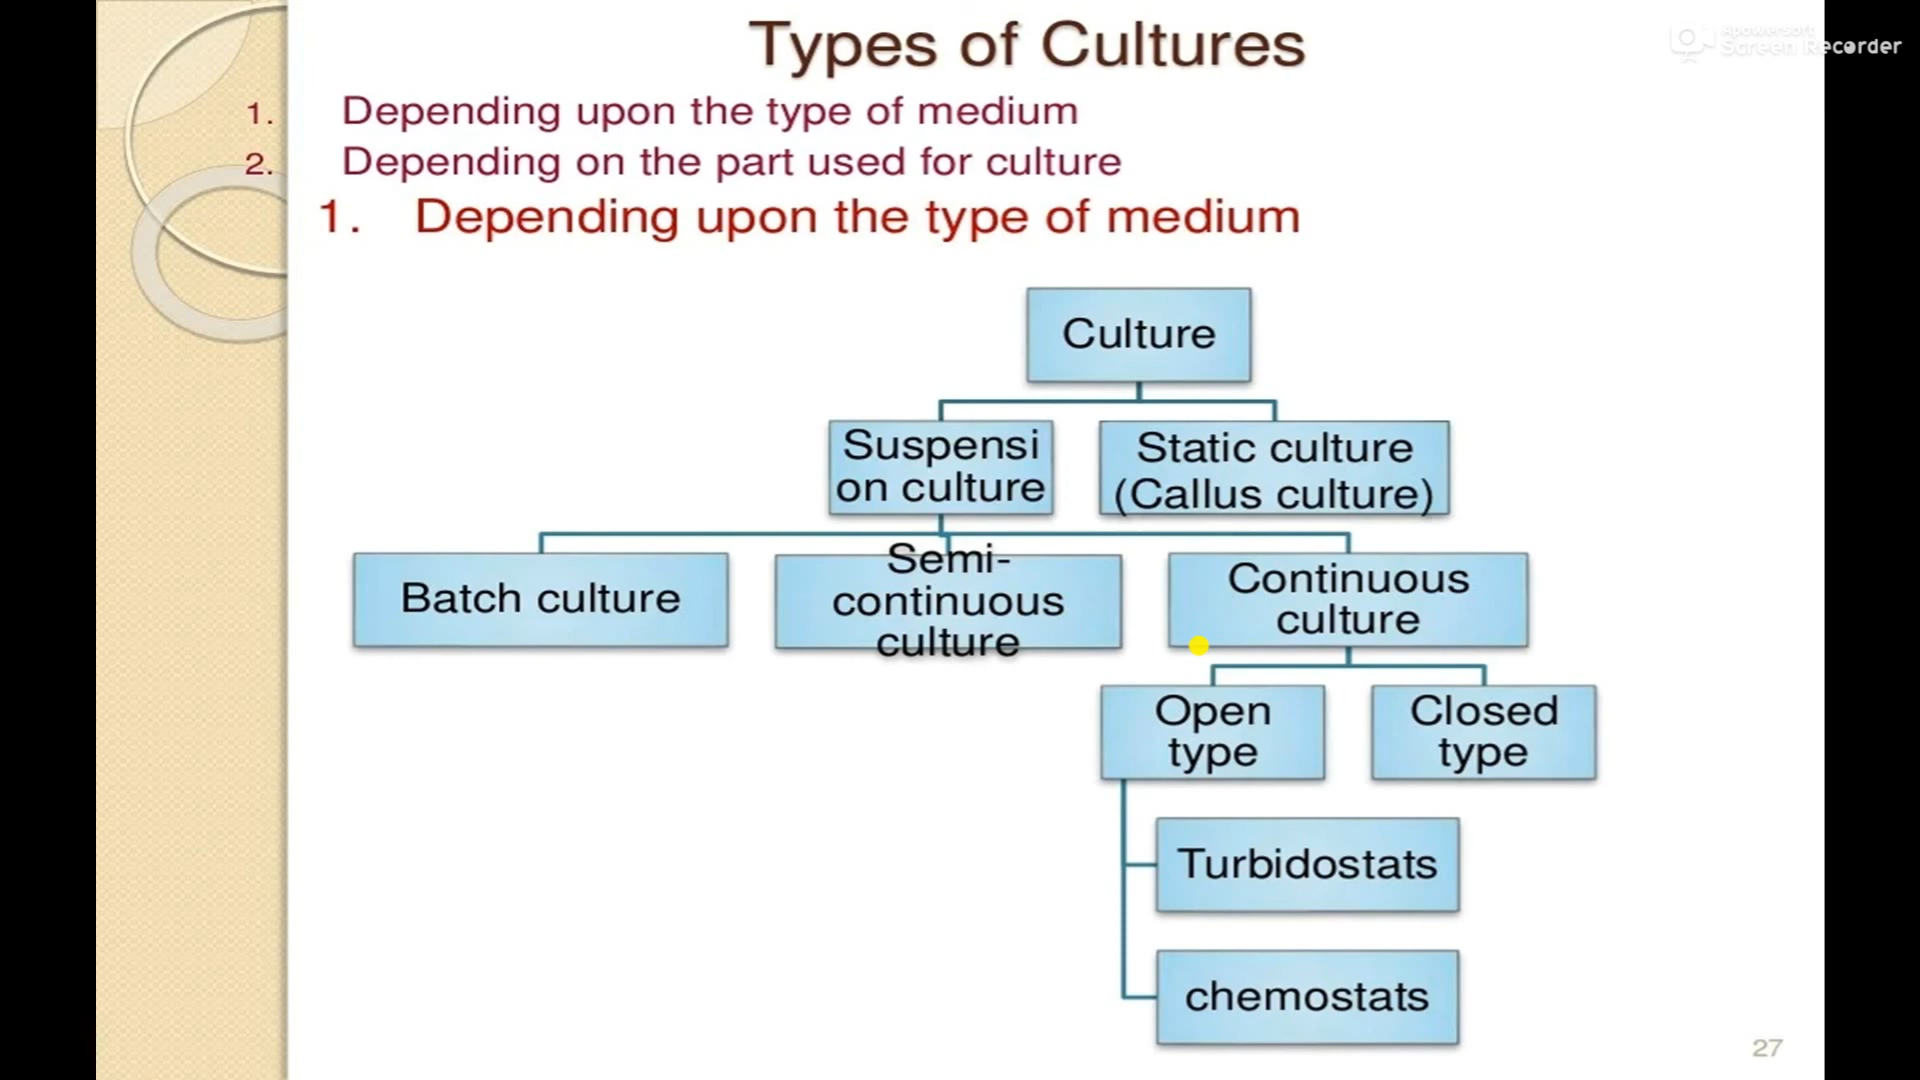 Types of Cultures
Apowersoft
Screen Recorder
1. Depending upon the type of medium
2. Depending on the part used for culture
1. Depending upon the type of medium
Culture
Suspensi
on culture
Static culture
(Callus culture)
Batch culture
Semi-
continuous
culture
Continuous
culture
Open
type
Closed
type
Turbidostats
chemostats
27